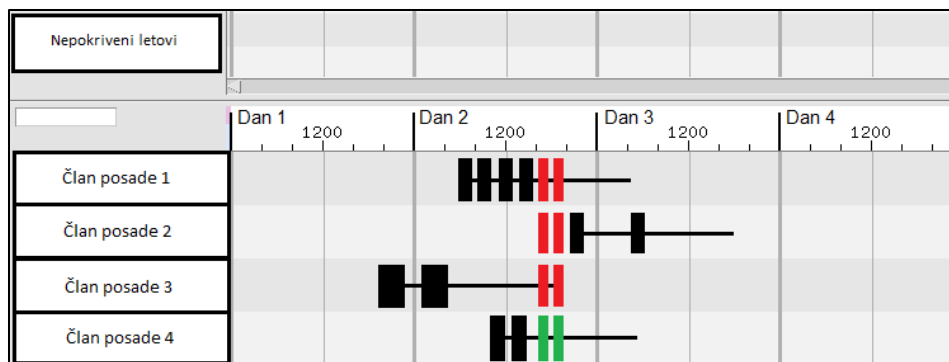 Nepokriveni letovi
Dan 1 Dan 2 Dan 3 Dan 4
1200 1200 1200 1200
Član posade 1
Član posade 2
Član posade 3
Član posade 4